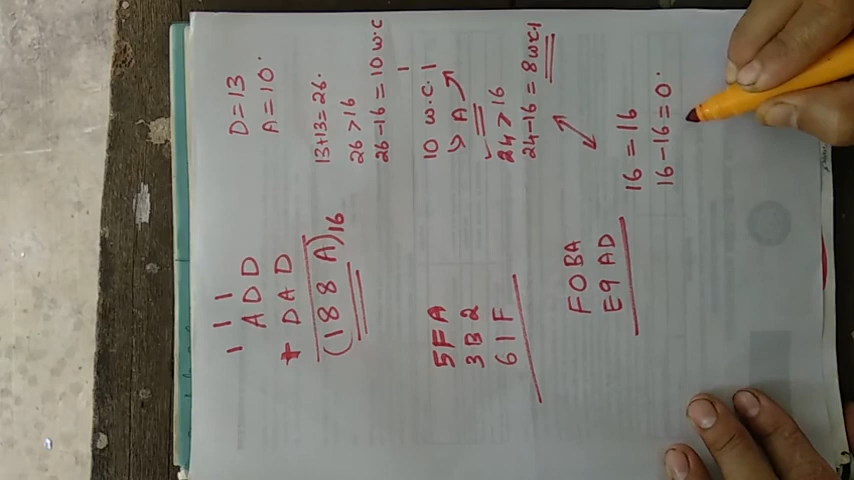 1 1 1
ADD
+ DAD
(188 A)16
D=13
A=10.
13+13=26.
26 > 16
26-16 = 10 w.c
1
10 w.c. 1
↳ A
24 > 16
24-16 = 8 w.c 1
5FA
3B2
61F
F0BA
E9AD
16 = 16
16-16=0.